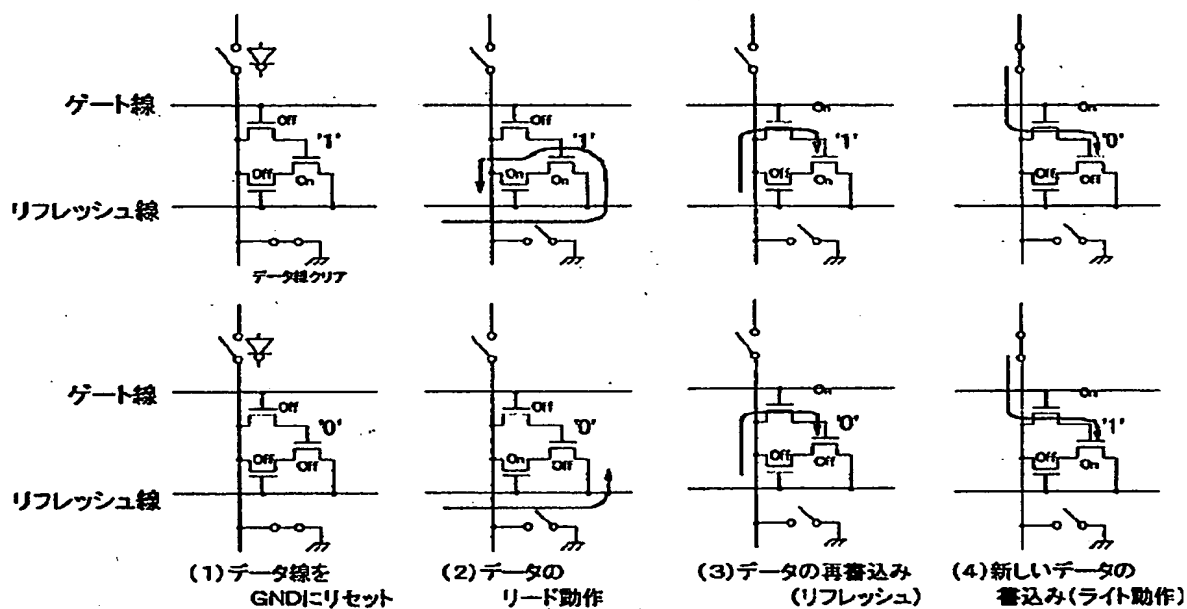 ゲート線
Off
'1'
Off
On
リフレッシュ線
データ線クリア
Off
'1'
On
On
On
'1'
Off
On
On
'0'
Off
Off
ゲート線
Off
'0'
Off
Off
リフレッシュ線
Off
'0'
On
Off
On
'0'
Off
Off
On
'1'
Off
On
(1)データ線を
GNDにリセット
(2)データの
リード動作
(3)データの再書込み
(リフレッシュ)
(4)新しいデータの
書込み(ライト動作)